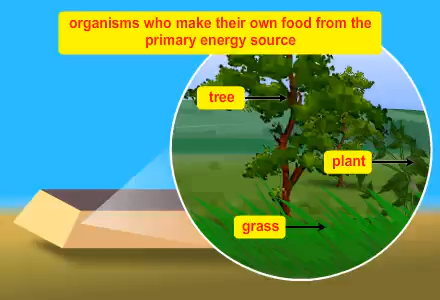 organisms who make their own food from the
primary energy source
tree
plant
grass